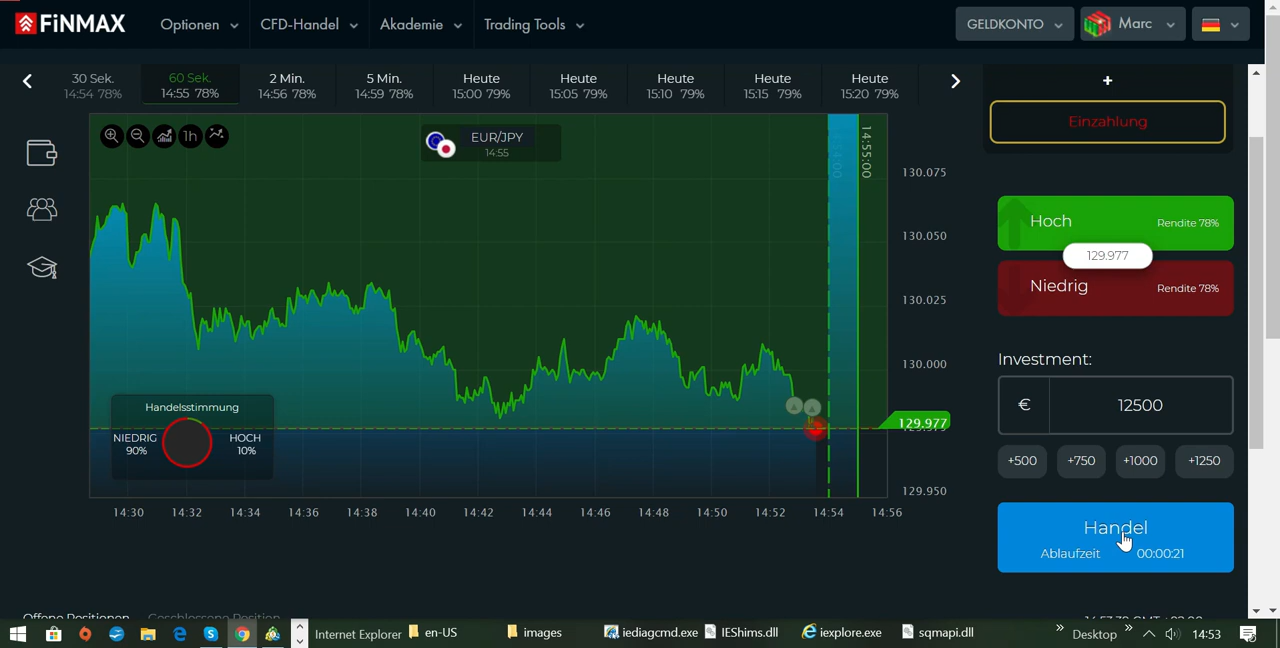 FiNMAX
Optionen
CFD-Handel
Akademie
Trading Tools
GELDKONTO
Marc
30 Sek.
14:54 78%
60 Sek.
14:55 78%
2 Min.
14:56 78%
5 Min.
14:59 78%
Heute
15:00 79%
Heute
15:05 79%
Heute
15:10 79%
Heute
15:15 79%
Heute
15:20 79%
+
Einzahlung
1h
EUR/JPY
14:55
14:55:00
130.075
130.050
130.025
130.000
129.977
129.950
Handelsstimmung
NIEDRIG
90%
HOCH
10%
14:30
14:32
14:34
14:36
14:38
14:40
14:42
14:44
14:46
14:48
14:50
14:52
14:54
14:56
Hoch
Rendite 78%
129.977
Niedrig
Rendite 78%
Investment:
€
12500
+500
+750
+1000
+1250
Handel
Ablaufzeit 00:00:21
Offene Positionen
Internet Explorer
en-US
images
iediagcmd.exe
IEShims.dll
iexplore.exe
sqmapi.dll
Desktop
14:53